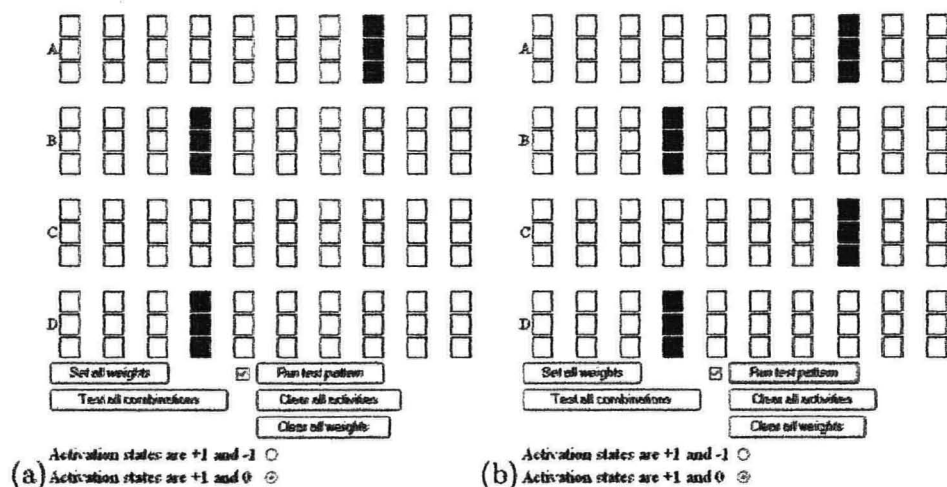 A
A
B
B
C
C
D
D
Set all weights
Run test pattern
Set all weights
Run test pattern
Test all combinations
Clear all activities
Test all combinations
Clear all activities
Clear all weights
Clear all weights
Activation states are +1 and -1
Activation states are +1 and -1
(a) Activation states are +1 and 0
(b) Activation states are +1 and 0